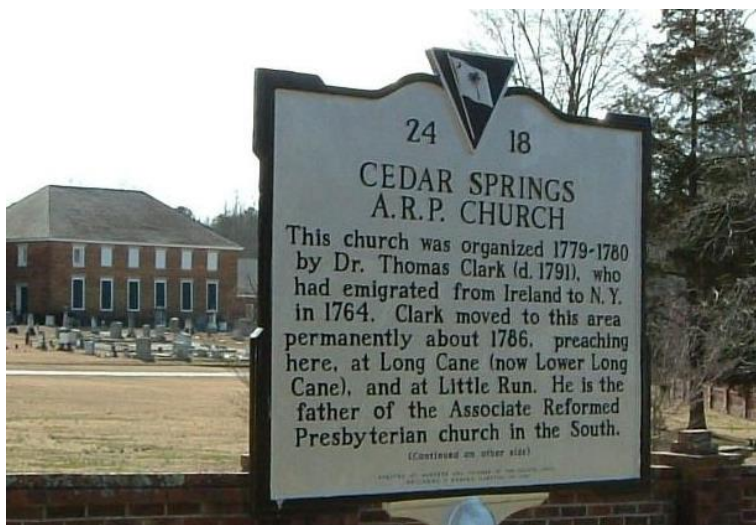 24 18
CEDAR SPRINGS
A.R.P. CHURCH
This church was organized 1779-1780
by Dr. Thomas Clark (d. 1791), who
had emigrated from Ireland to N. Y.
in 1764. Clark moved to this area
permanently about 1786, preaching
here, at Long Cane (now Lower Long
Cane), and at Little Run. He is the
father of the Associate Reformed
Presbyterian church in the South.
(Continued on other side)